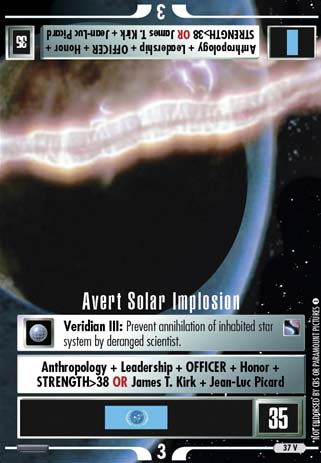 3
Anthropology + Leadership + OFFICER + Honor +
STRENGTH>38 OR James T. Kirk + Jean-Luc Picard
35
Avert Solar Implosion
Veridian III: Prevent annihilation of inhabited star
system by deranged scientist.
Anthropology + Leadership + OFFICER + Honor +
STRENGTH>38 OR James T. Kirk + Jean-Luc Picard
35
3
37 V
NOT ENDORSED BY CBS OR PARAMOUNT PICTURES